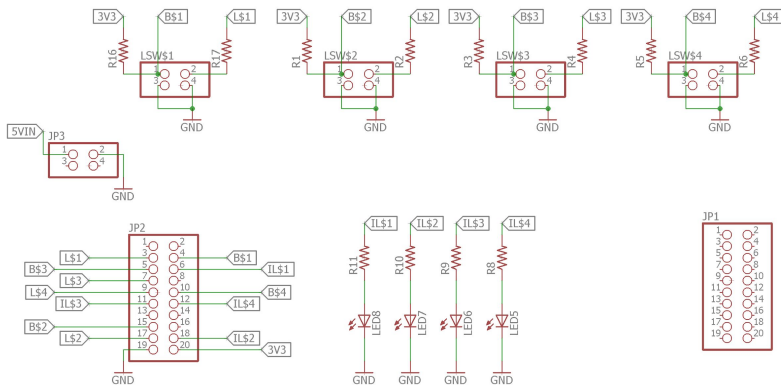 3V3 B$1 L$1 3V3 B$2 L$2 3V3 B$3 L$3 3V3 B$4 L$4
R16 LSW$1 R17 R1 LSW$2 R2 R3 LSW$3 R4 R5 LSW$4 R6
1 2 1 2 1 2 1 2
3 4 3 4 3 4 3 4
GND GND GND GND
5VIN JP3
1 2
3 4
GND
IL$1 IL$2 IL$3 IL$4
R11 R10 R9 R8
LED8 LED7 LED6 LED5
GND GND GND GND
JP2
1 2
L$1 3 4 B$1
B$3 5 6 IL$1
L$3 7 8
L$4 9 10 B$4
IL$3 11 12 IL$4
13 14
B$2 15 16
L$2 17 18 IL$2
19 20 3V3
GND
JP1
1 2
3 4
5 6
7 8
9 10
11 12
13 14
15 16
17 18
19 20